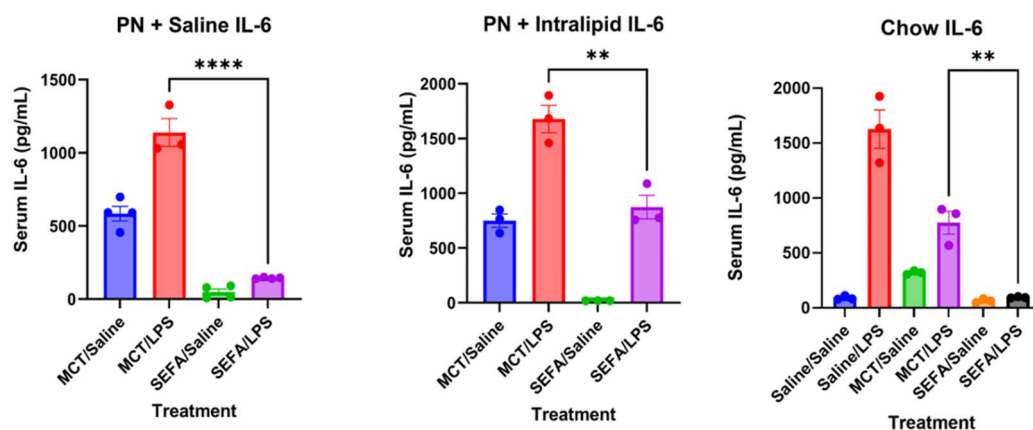 PN + Saline IL-6
****
Serum IL-6 (pg/mL)
1500
1000
500
0
MCT/Saline
MCT/LPS
SEFA/Saline
SEFA/LPS
Treatment
PN + Intralipid IL-6
**
Serum IL-6 (pg/mL)
2000
1500
1000
500
0
MCT/Saline
MCT/LPS
SEFA/Saline
SEFA/LPS
Treatment
Chow IL-6
**
Serum IL-6 (pg/mL)
2000
1500
1000
500
0
Saline/Saline
Saline/LPS
MCT/Saline
MCT/LPS
SEFA/Saline
SEFA/LPS
Treatment